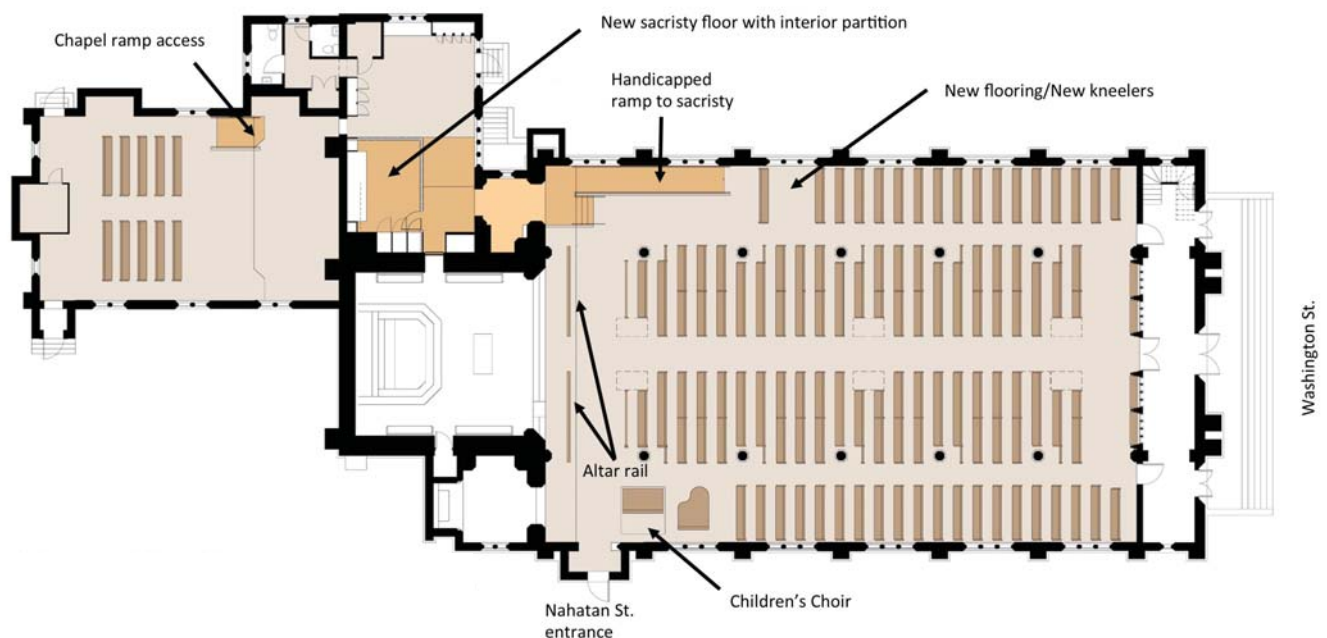 New sacristy floor with interior partition
Chapel ramp access
Handicapped
ramp to sacristy
New flooring/New kneelers
Washington St.
Altar rail
Children's Choir
Nahatan St.
entrance